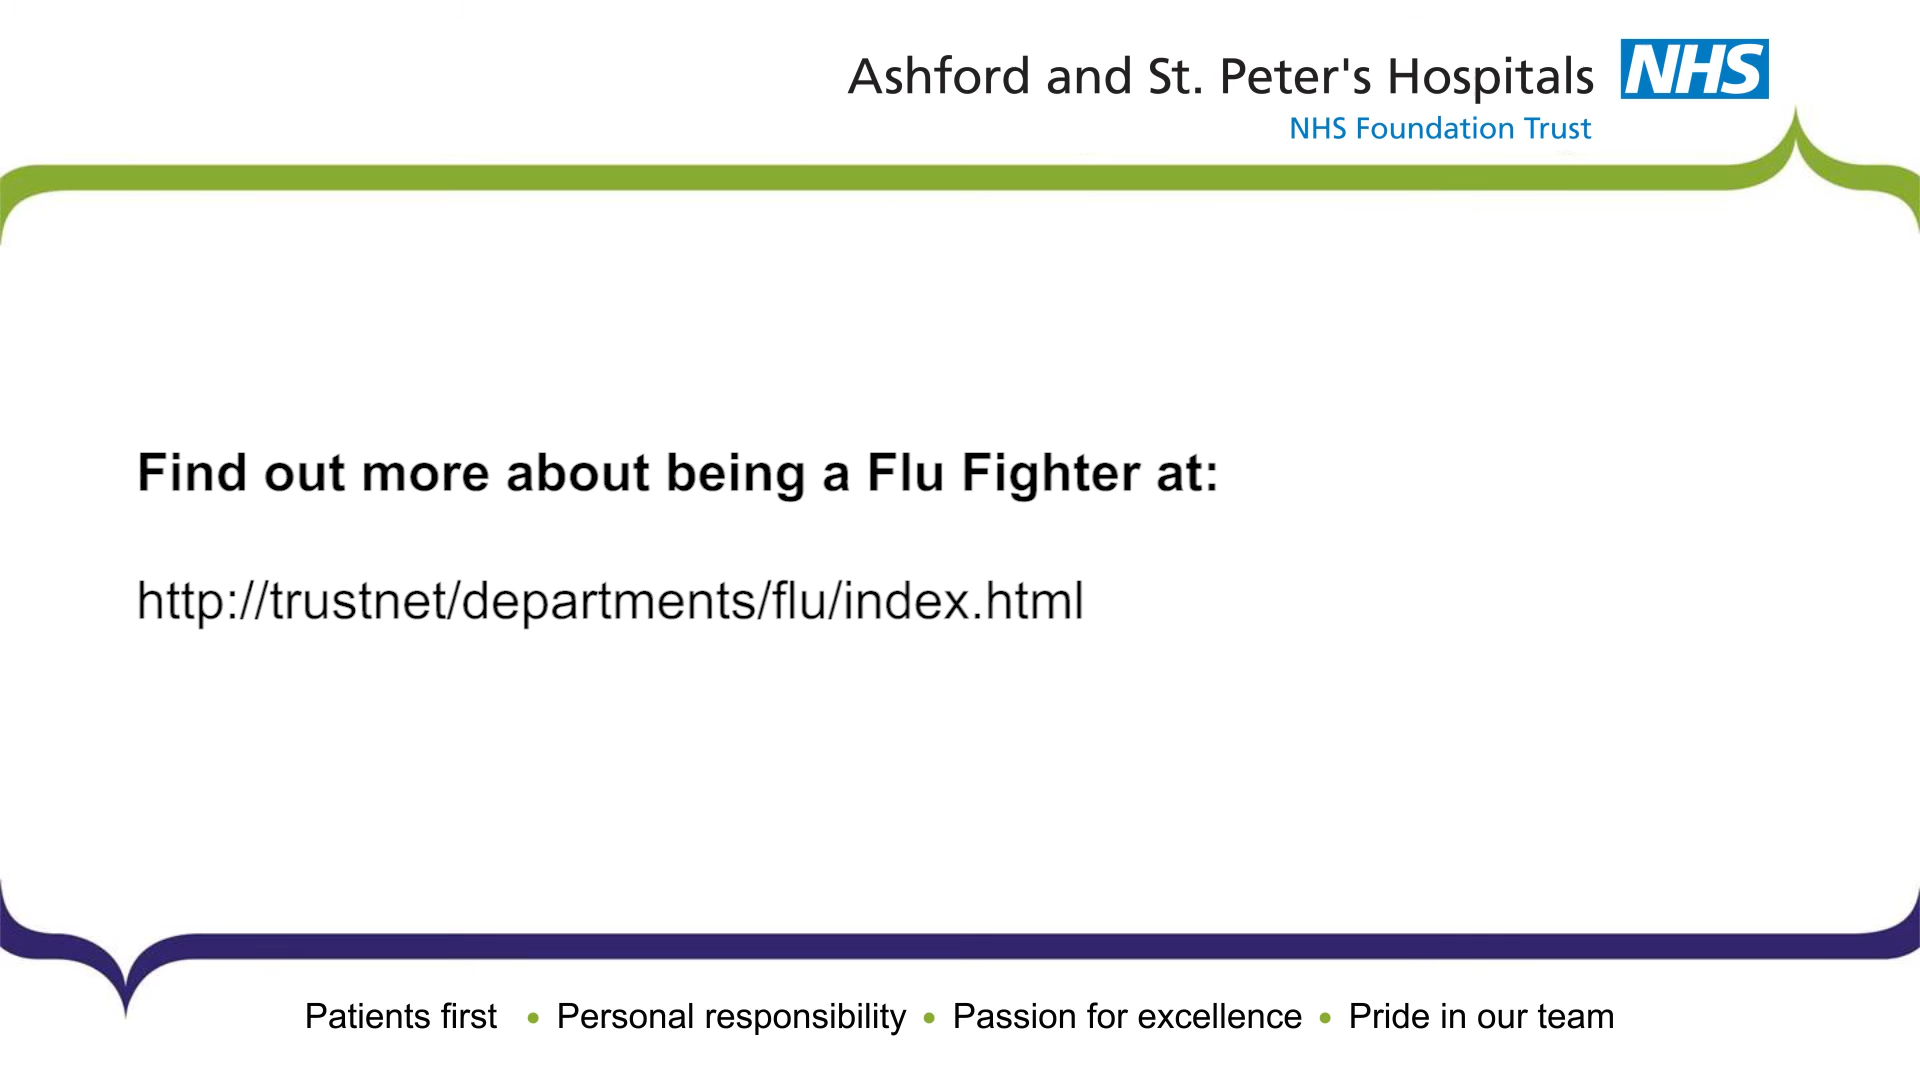 Ashford and St. Peter's Hospitals NHS
NHS Foundation Trust
Find out more about being a Flu Fighter at:
http://trustnet/departments/flu/index.html
Patients first • Personal responsibility • Passion for excellence • Pride in our team